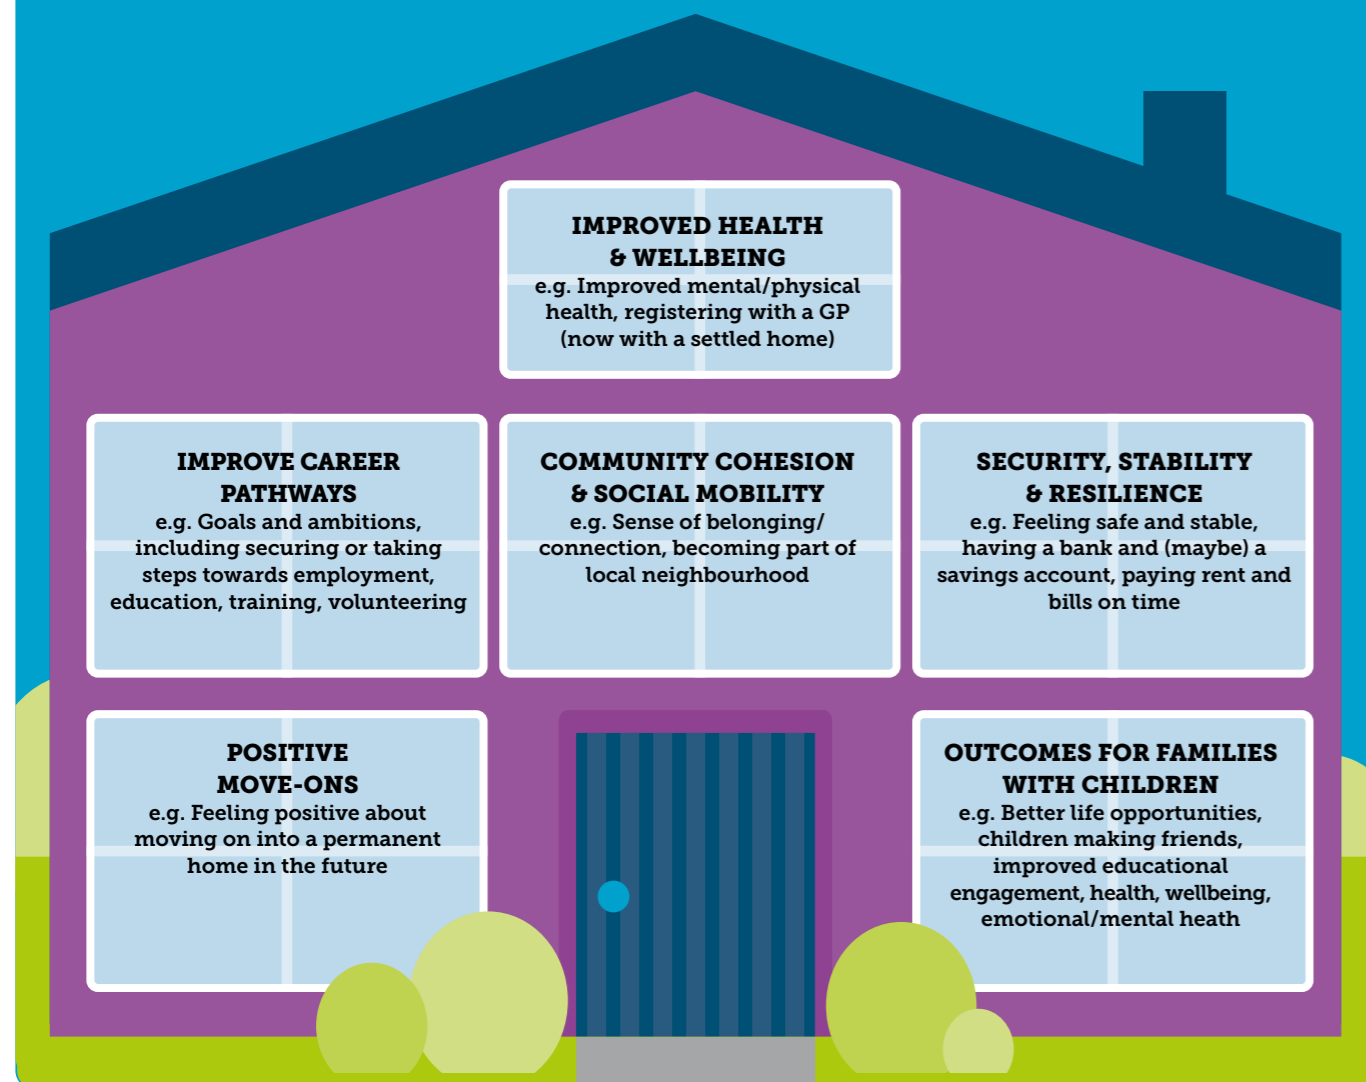 IMPROVED HEALTH
& WELLBEING
e.g. Improved mental/physical
health, registering with a GP
(now with a settled home)
IMPROVE CAREER
PATHWAYS
e.g. Goals and ambitions,
including securing or taking
steps towards employment,
education, training, volunteering
COMMUNITY COHESION
& SOCIAL MOBILITY
e.g. Sense of belonging/
connection, becoming part of
local neighbourhood
SECURITY, STABILITY
& RESILIENCE
e.g. Feeling safe and stable,
having a bank and (maybe) a
savings account, paying rent and
bills on time
POSITIVE
MOVE-ONS
e.g. Feeling positive about
moving on into a permanent
home in the future
OUTCOMES FOR FAMILIES
WITH CHILDREN
e.g. Better life opportunities,
children making friends,
improved educational
engagement, health, wellbeing,
emotional/mental heath